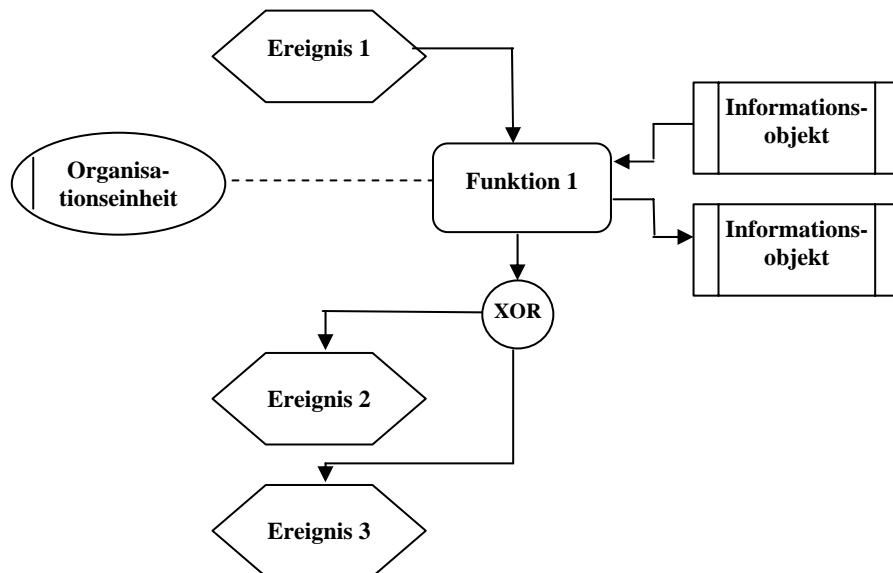 Ereignis 1
Informations-
objekt
Organisa-
tionseinheit
Funktion 1
Informations-
objekt
XOR
Ereignis 2
Ereignis 3